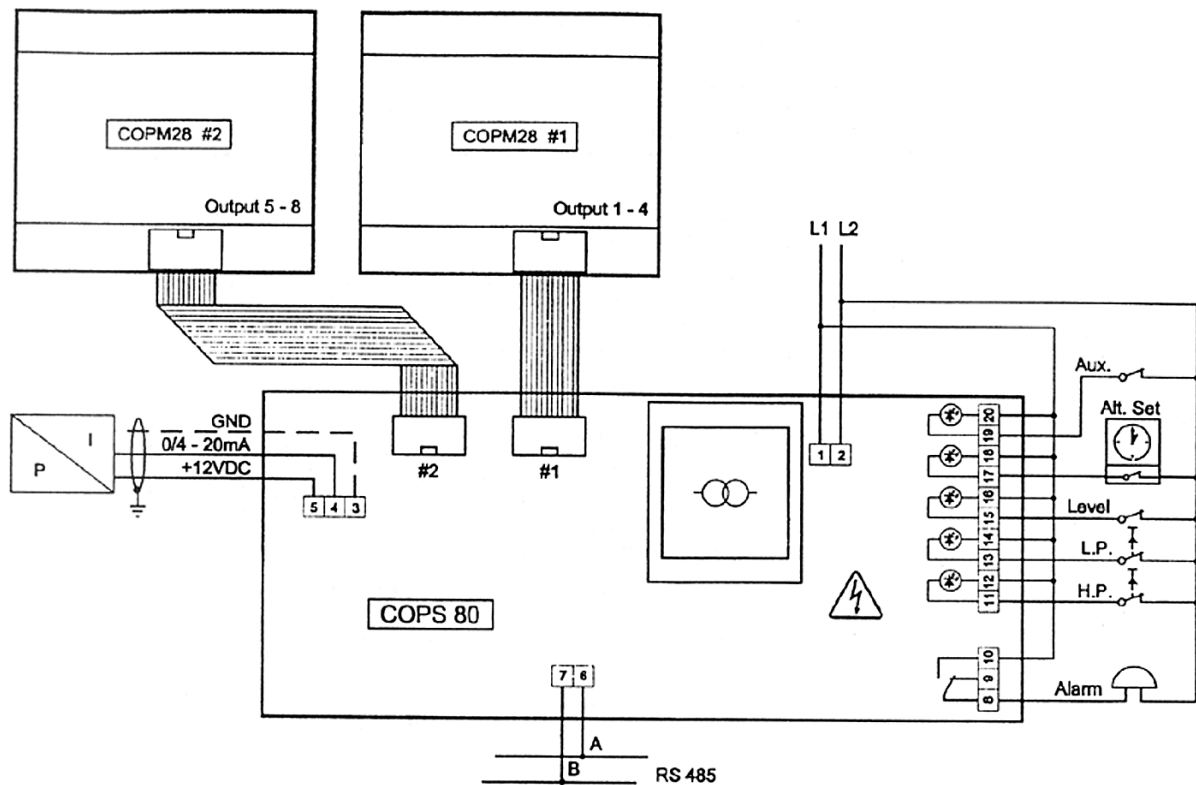 COPM28 #2
Output 5 - 8
COPM28 #1
Output 1 - 4
L1 L2
Aux.
Alt. Set
GND
0/4 - 20mA
+12VDC
I
P
5 4 3
#2
#1
1 2
20
19
18
17
16
15
14
13
12
11
10
9
8
Level
L.P.
H.P.
Alarm
COPS 80
7 6
A
B
RS 485